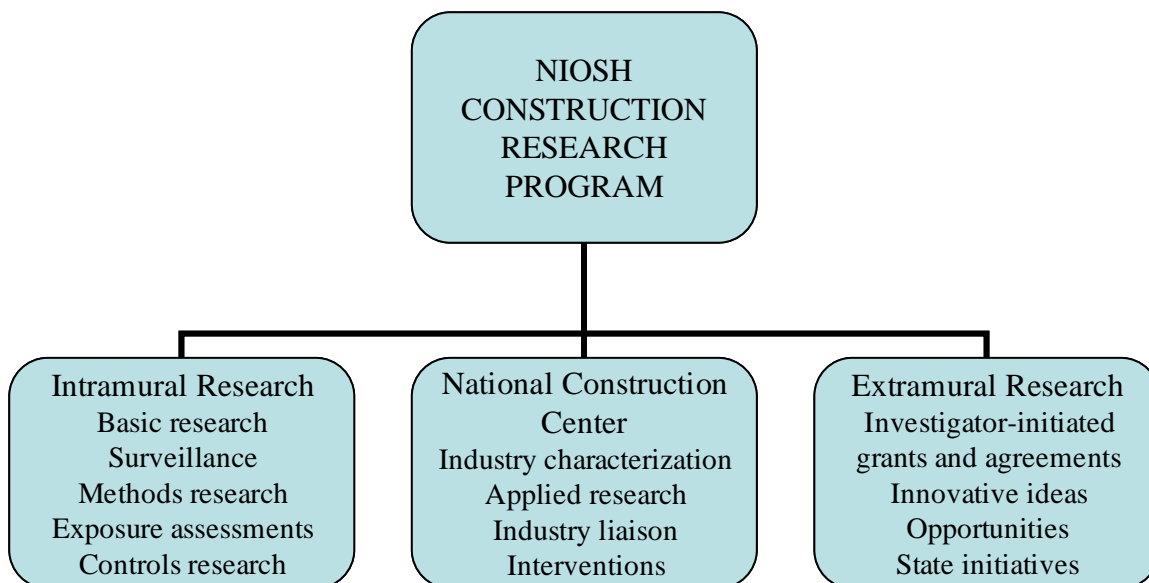 NIOSH
CONSTRUCTION
RESEARCH
PROGRAM
Intramural Research
Basic research
Surveillance
Methods research
Exposure assessments
Controls research
National Construction
Center
Industry characterization
Applied research
Industry liaison
Interventions
Extramural Research
Investigator-initiated
grants and agreements
Innovative ideas
Opportunities
State initiatives